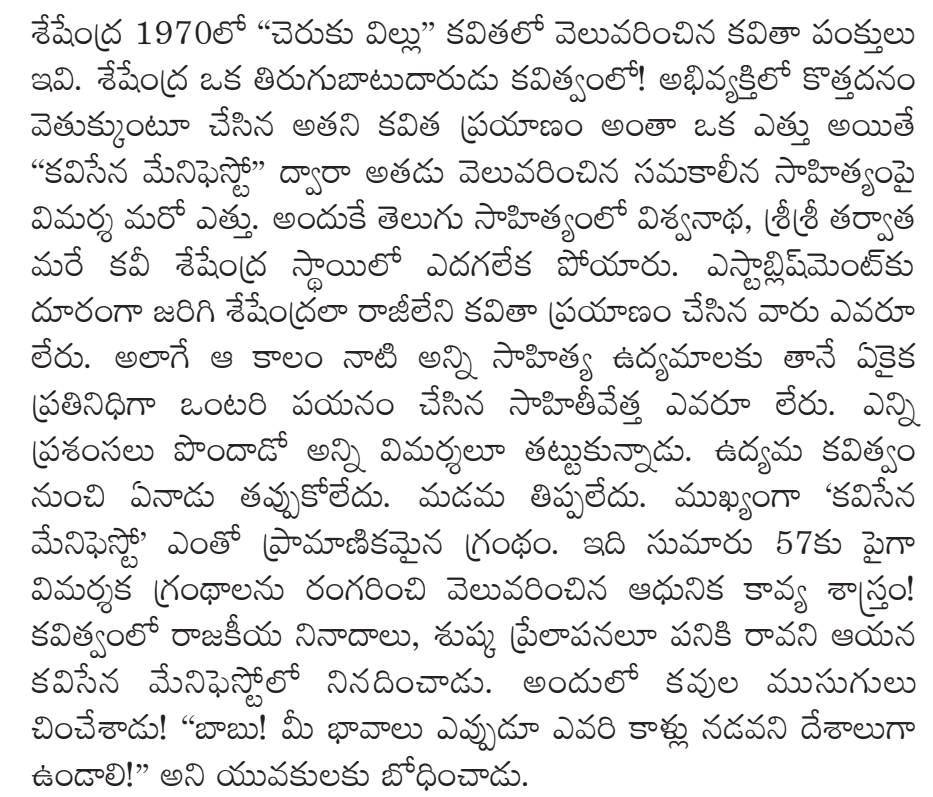 శేషేంద్ర 1970లో “చెరుకు విల్లు” కవితలో వెలువరించిన కవితా పంక్తులు
ఇవి. శేషేంద్ర ఒక తిరుగుబాటుదారుడు కవిత్వంలో! అభివ్యక్తిలో కొత్తదనం
వెతుక్కుంటూ చేసిన అతని కవిత ప్రయాణం అంతా ఒక ఎత్తు అయితే
“కవిసేన మేనిఫెస్టో” ద్వారా అతడు వెలువరించిన సమకాలీన సాహిత్యంపై
విమర్శ మరో ఎత్తు. అందుకే తెలుగు సాహిత్యంలో విశ్వనాథ, శ్రీశ్రీ తర్వాత
మరే కవీ శేషేంద్ర స్థాయిలో ఎదగలేక పోయారు. ఎస్టాబ్లిష్‌మెంట్‌కు
దూరంగా జరిగి శేషేంద్రలా రాజీలేని కవితా ప్రయాణం చేసిన వారు ఎవరూ
లేరు. అలాగే ఆ కాలం నాటి అన్ని సాహిత్య ఉద్యమాలకు తానే ఏకైక
ప్రతినిధిగా ఒంటరి పయనం చేసిన సాహితీవేత్త ఎవరూ లేరు. ఎన్ని
ప్రశంసలు పొందాడో అన్ని విమర్శలూ తట్టుకున్నాడు. ఉద్యమ కవిత్వం
నుంచి ఏనాడు తప్పుకోలేదు. మడమ తిప్పలేదు. ముఖ్యంగా ‘కవిసేన
మేనిఫెస్టో’ ఎంతో ప్రామాణికమైన గ్రంథం. ఇది సుమారు 57కు పైగా
విమర్శక గ్రంథాలను రంగరించి వెలువరించిన ఆధునిక కావ్య శాస్త్రం!
కవిత్వంలో రాజకీయ నినాదాలు, శుష్క ప్రేలాపనలూ పనికి రావని ఆయన
కవిసేన మేనిఫెస్టోలో నినదించాడు. అందులో కవుల ముసుగులు
చించేశాడు! “బాబు! మీ భావాలు ఎప్పుడూ ఎవరి కాళ్లు నడవని దేశాలుగా
ఉండాలి!” అని యువకులకు బోధించాడు.